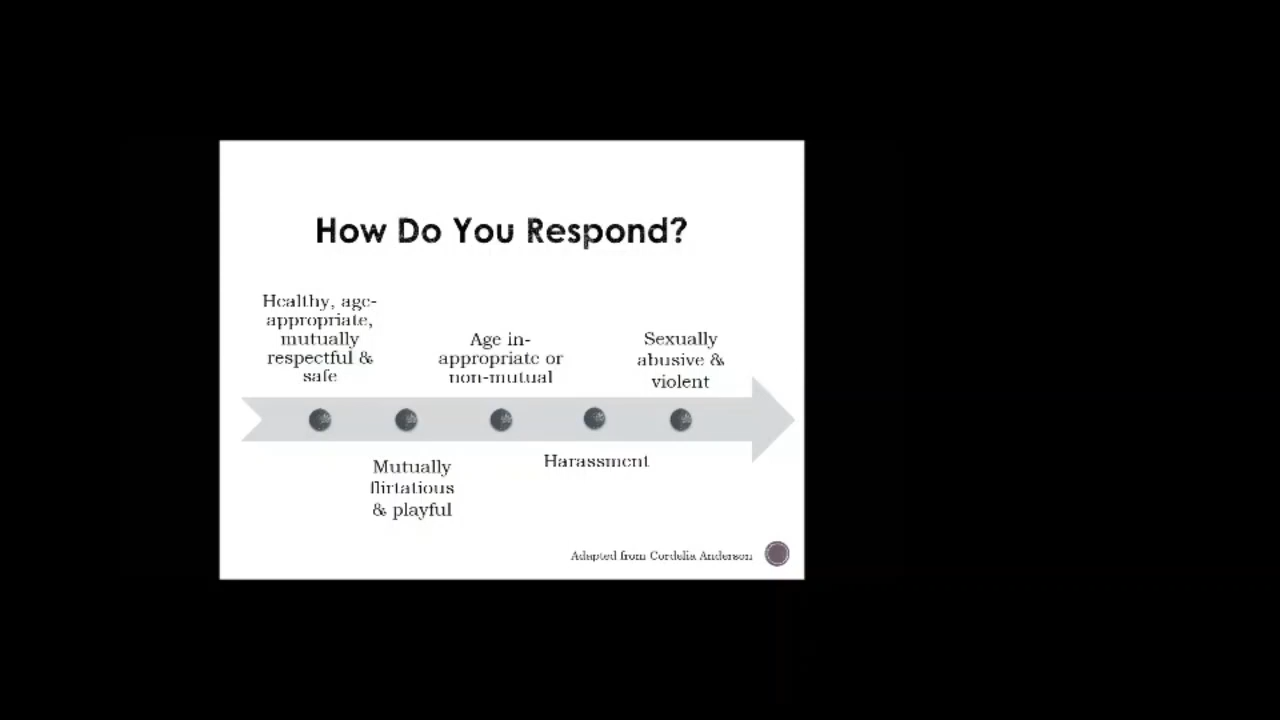 How Do You Respond?
Healthy, age-
appropriate,
mutually
respectful &
safe
Mutually
flirtatious
& playful
Age in-
appropriate or
non-mutual
Harassment
Sexually
abusive &
violent
Adapted from Cordelia Anderson